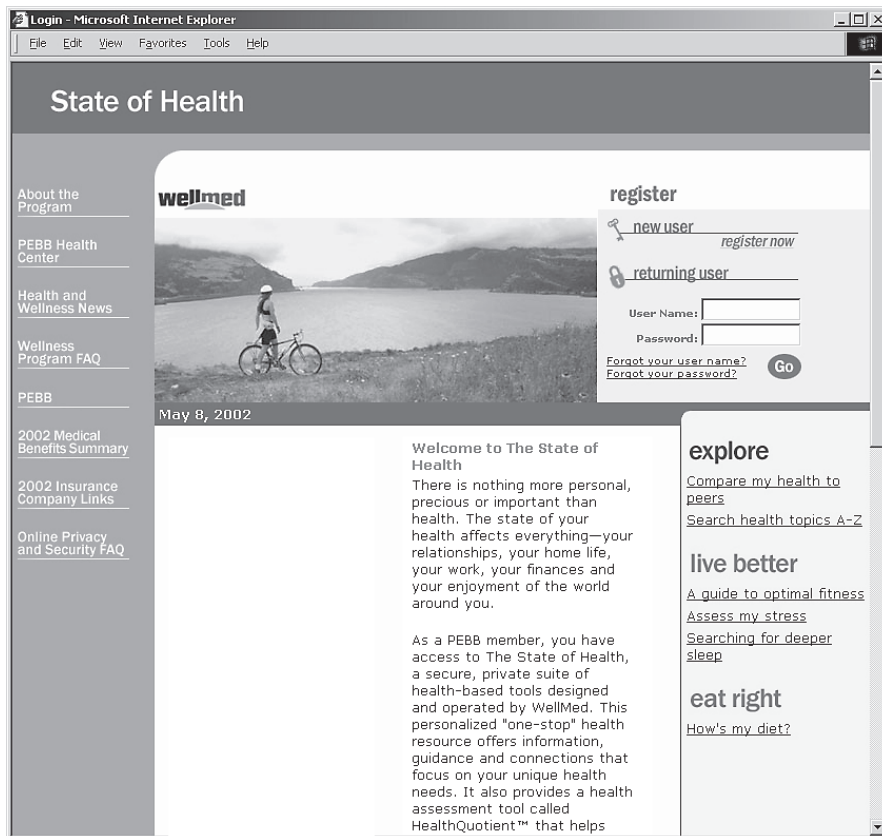 Login - Microsoft Internet Explorer
File Edit View Favorites Tools Help
State of Health
About the
Program
PEBB Health
Center
Health and
Wellness News
Wellness
Program FAQ
PEBB
2002 Medical
Benefits Summary
2002 Insurance
Company Links
Online Privacy
and Security FAQ
wellmed
register
new user
register now
returning user
User Name:
Password:
Forgot your user name?
Forgot your password?
Go
May 8, 2002
Welcome to The State of
Health
There is nothing more personal,
precious or important than
health. The state of your
health affects everything—your
relationships, your home life,
your work, your finances and
your enjoyment of the world
around you.
As a PEBB member, you have
access to The State of Health,
a secure, private suite of
health-based tools designed
and operated by WellMed. This
personalized "one-stop" health
resource offers information,
guidance and connections that
focus on your unique health
needs. It also provides a health
assessment tool called
HealthQuotient™ that helps
explore
Compare my health to
peers
Search health topics A-Z
live better
A guide to optimal fitness
Assess my stress
Searching for deeper
sleep
eat right
How's my diet?